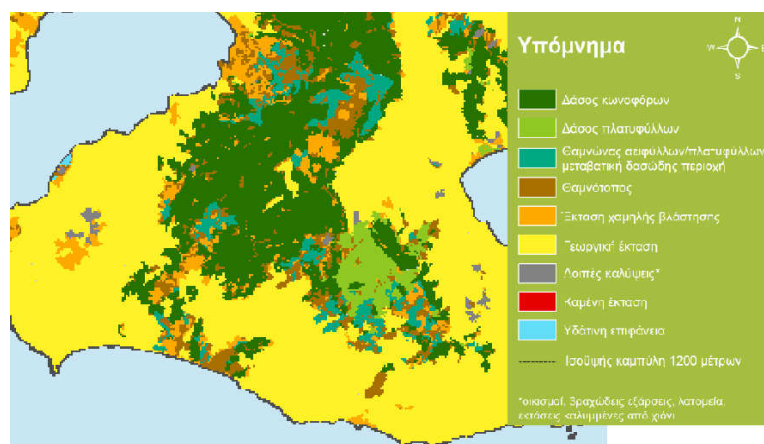 Υπόμνημα
N
W E
S
Δάσος κωνοφόρων
Δάσος πλατυφύλλων
Θαμνώνας αειφύλλων/πλατυφύλλων
μεταβατική δασώδης περιοχή
Θαμνότοπος
Έκταση χαμηλής βλάστησης
Γεωργική έκταση
Λοιπές καλύψεις*
Καμένη έκταση
Υδάτινη επιφάνεια
Ισοϋψής καμπύλη 1200 μέτρων
*οικισμοί, βραχώδεις εξάρσεις, λατομεία,
εκτάσεις καλυμμένες από χιόνι